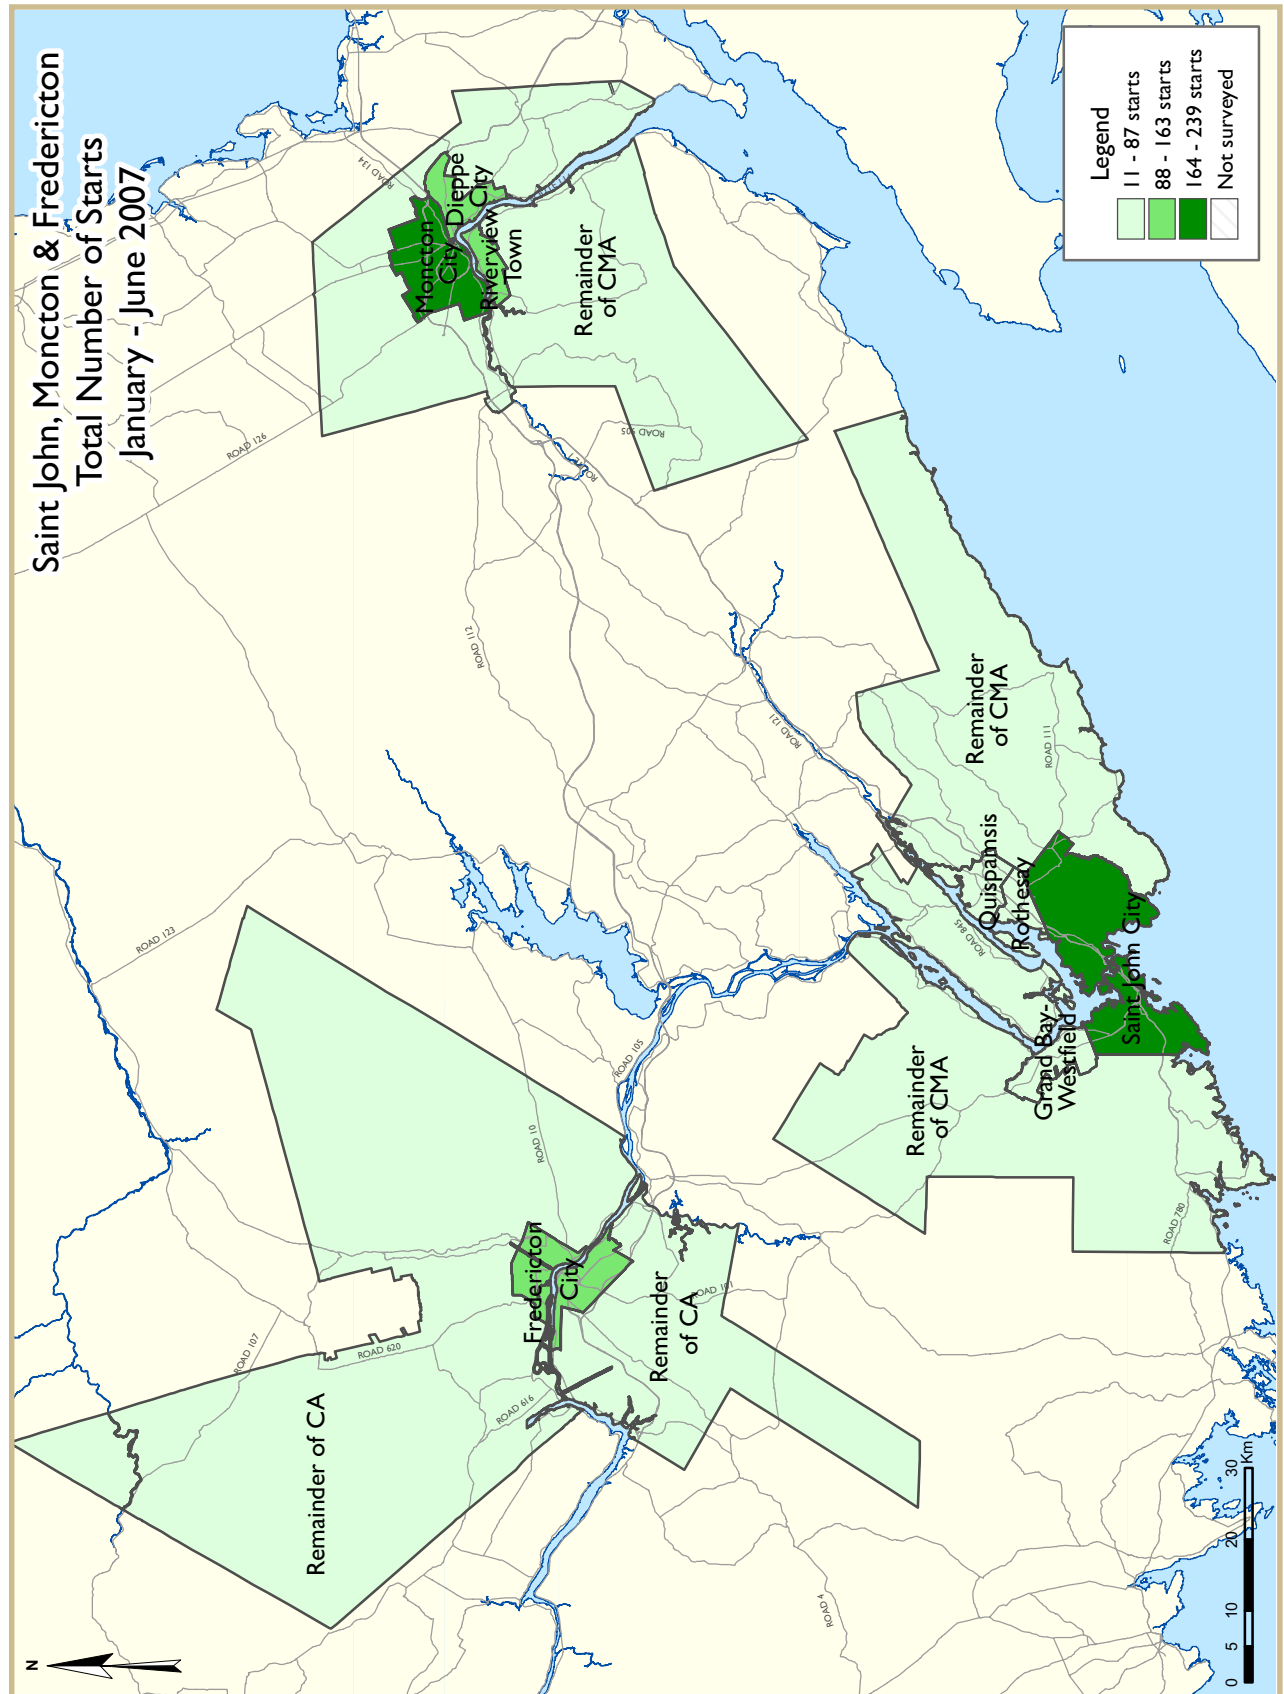 Saint John, Moncton & Fredericton
Total Number of Starts
January - June 2007
N
ROAD 134
Moncton
City
Dieppe
City
Riverview
Town
Remainder
of CMA
ROAD 126
ROAD 505
ROAD 112
ROAD 121
ROAD 123
Remainder
of CMA
ROAD 111
Quispamsis
Rothesay
ROAD 845
Saint John City
Grand Bay-
Westfield
Remainder
of CMA
ROAD 105
ROAD 10
Fredericton
City
Remainder
of CA
ROAD 101
ROAD 107
ROAD 620
ROAD 616
Remainder of CA
ROAD 780
ROAD 4
Legend
11 - 87 starts
88 - 163 starts
164 - 239 starts
Not surveyed
0 5 10 20 30
Km